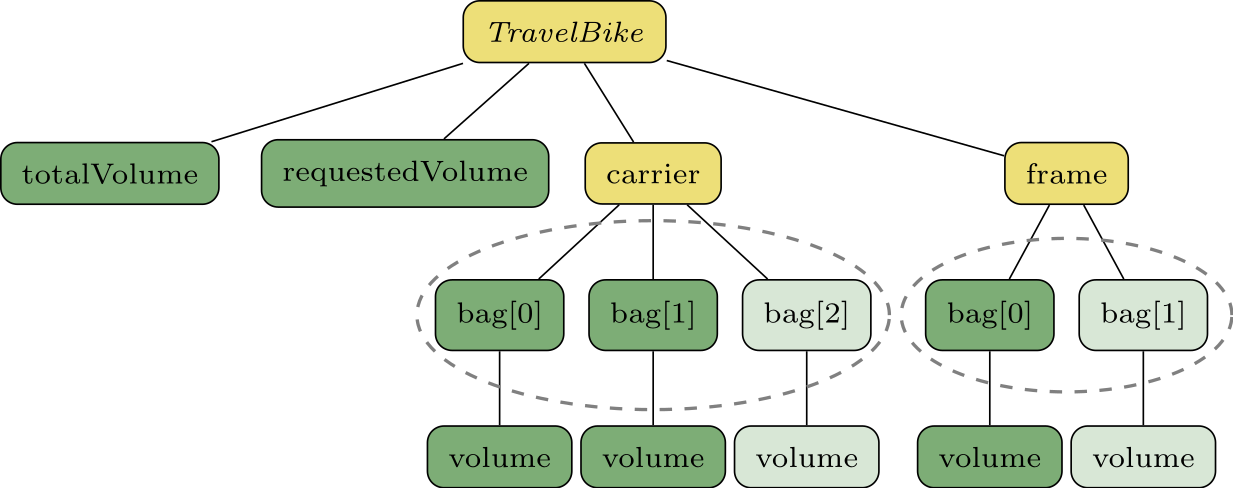 TravelBike
totalVolume
requestedVolume
carrier
frame
bag[0]
bag[1]
bag[2]
bag[0]
bag[1]
volume
volume
volume
volume
volume